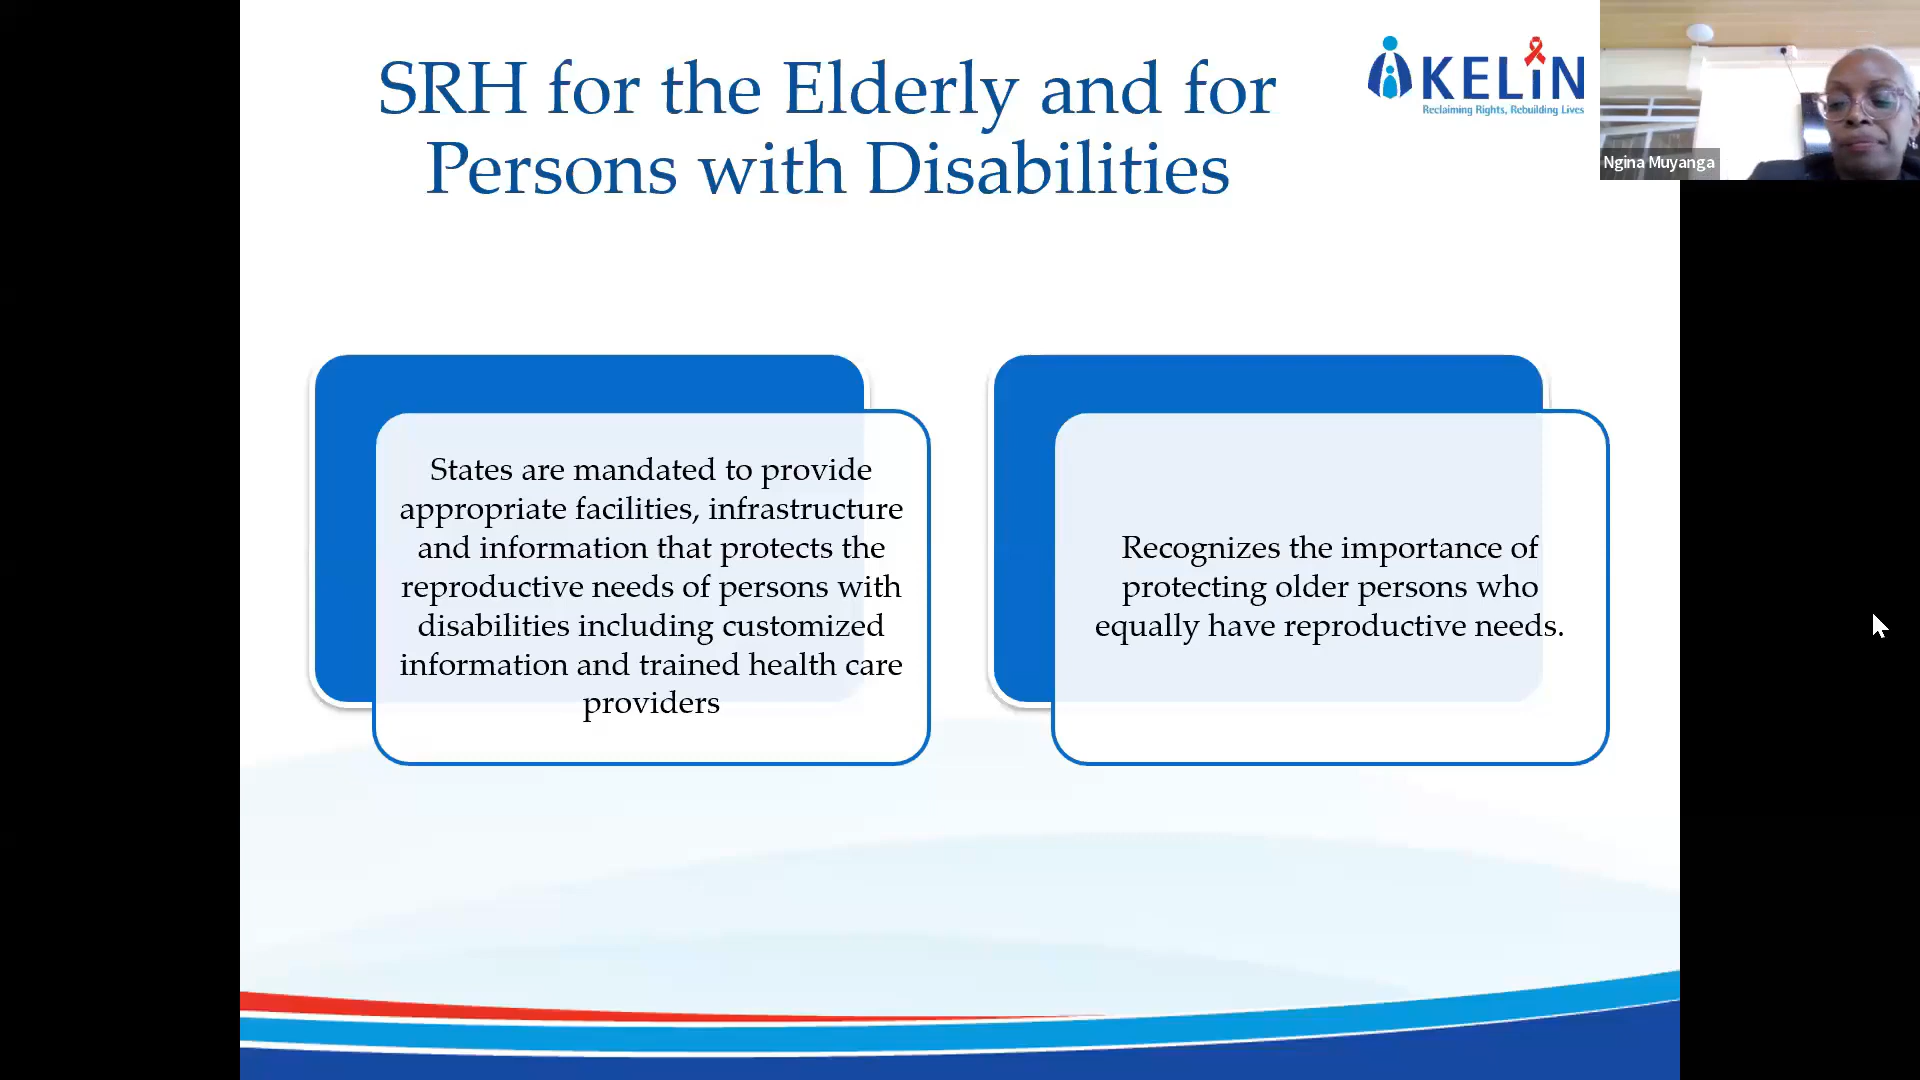 SRH for the Elderly and for
Persons with Disabilities
KELIN
Reclaiming Rights, Rebuilding Lives
Ngina Muyanga
States are mandated to provide
appropriate facilities, infrastructure
and information that protects the
reproductive needs of persons with
disabilities including customized
information and trained health care
providers
Recognizes the importance of
protecting older persons who
equally have reproductive needs.